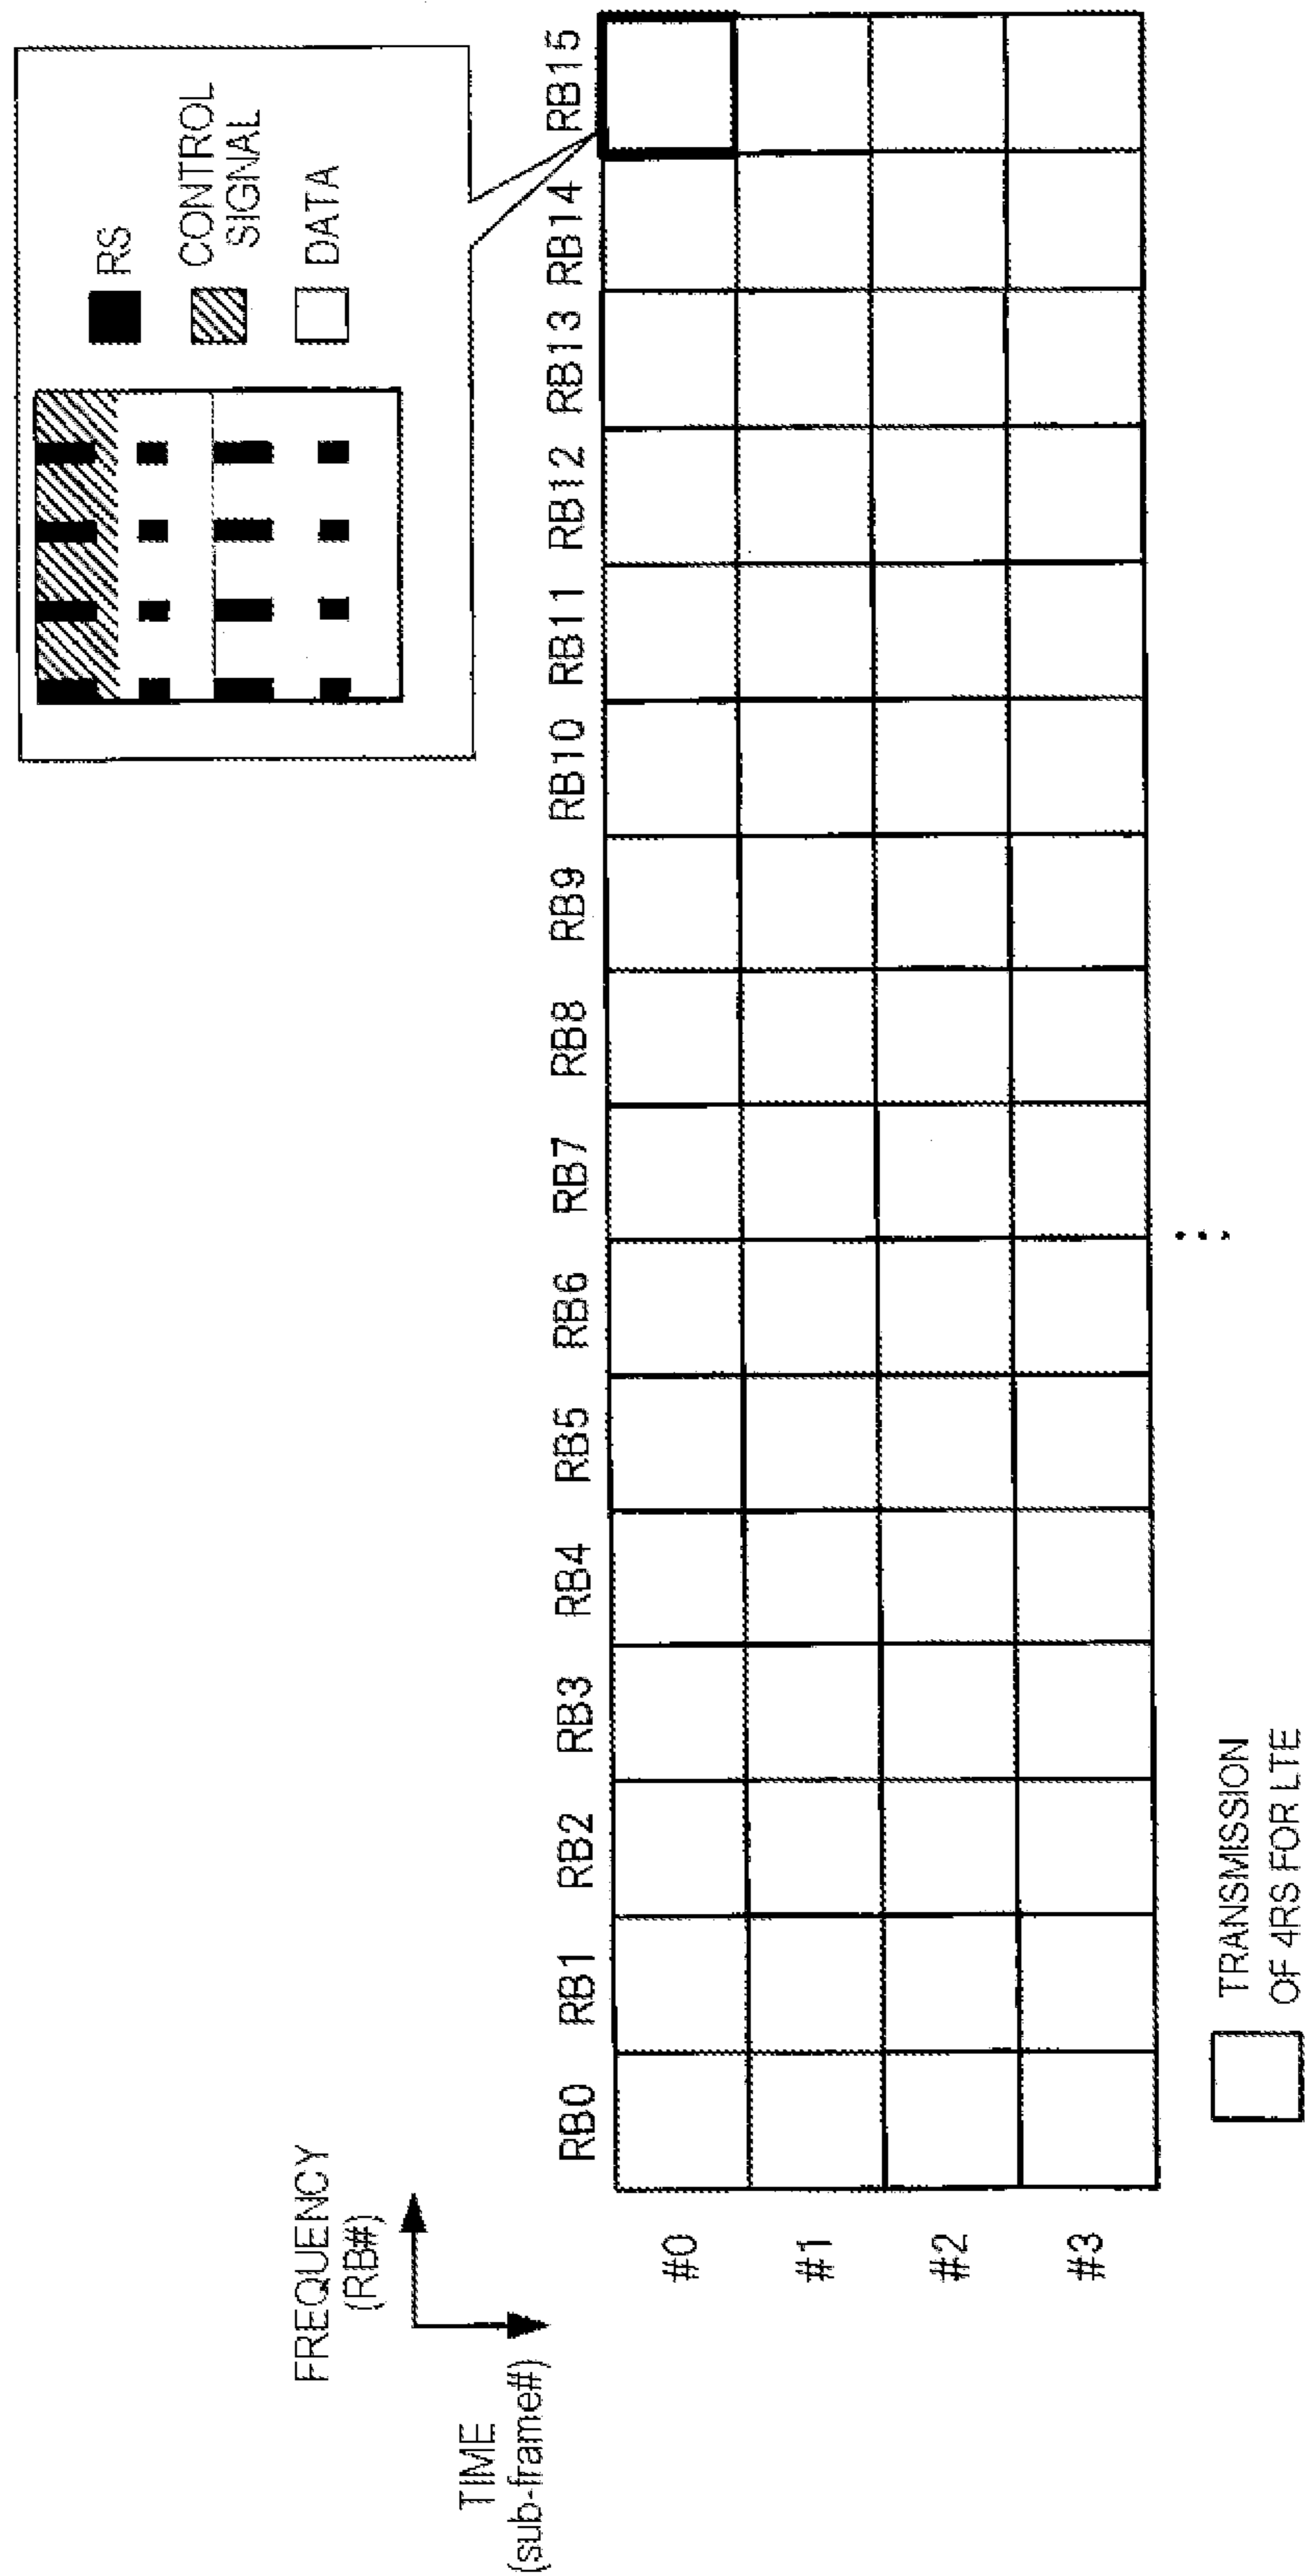 RS
CONTROL
SIGNAL
DATA
FREQUENCY
(RB#)
TIME
(sub-frame#)
RB0 RB1 RB2 RB3 RB4 RB5 RB6 RB7 RB8 RB9 RB10 RB11 RB12 RB13 RB14 RB15
#0
#1
#2
#3
...
TRANSMISSION
OF 4RS FOR LTE